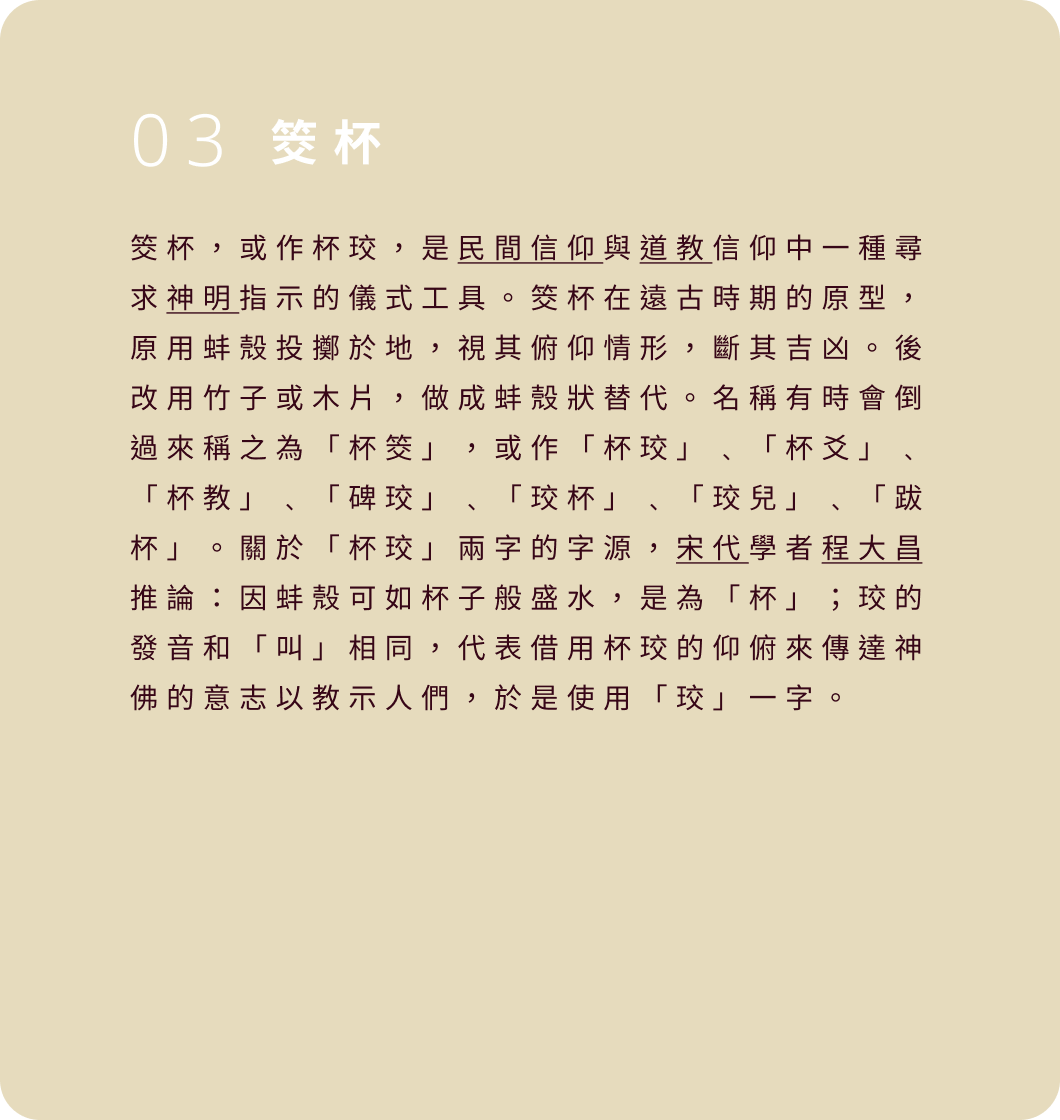 03 筊杯
筊杯，或作杯珓，是民間信仰與道教信仰中一種尋
求神明指示的儀式工具。筊杯在遠古時期的原型，
原用蚌殼投擲於地，視其俯仰情形，斷其吉凶。後
改用竹子或木片，做成蚌殼狀替代。名稱有時會倒
過來稱之為「杯筊」，或作「杯珓」、「杯爻」、
「杯教」、「碑珓」、「珓杯」、「珓兒」、「跋
杯」。關於「杯珓」兩字的字源，宋代學者程大昌
推論：因蚌殼可如杯子般盛水，是為「杯」；珓的
發音和「叫」相同，代表借用杯珓的仰俯來傳達神
佛的意志以教示人們，於是使用「珓」一字。